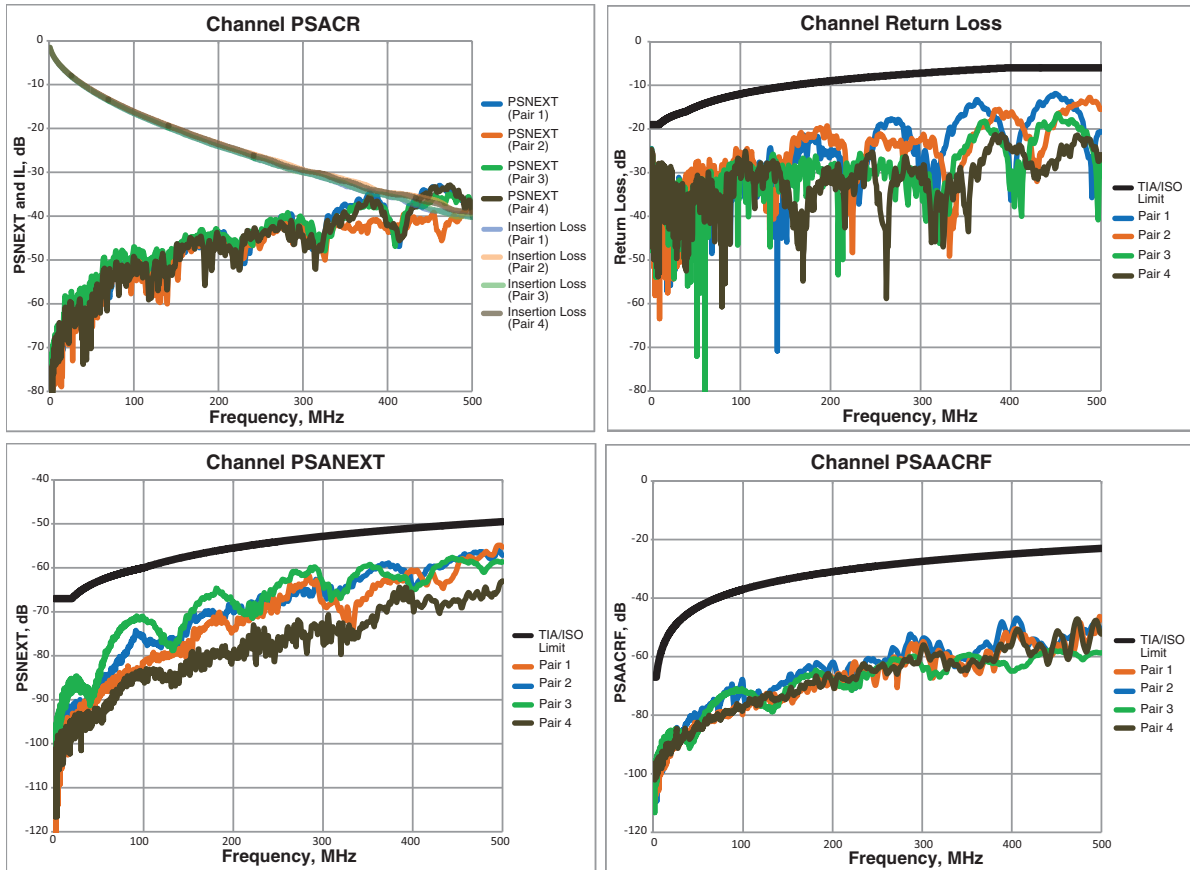 Channel PSACR
0
-10
-20
-30
-40
-50
-60
-70
-80
PSNEXT and IL, dB
0
100
200
300
400
500
Frequency, MHz
PSNEXT
(Pair 1)
PSNEXT
(Pair 2)
PSNEXT
(Pair 3)
PSNEXT
(Pair 4)
Insertion Loss
(Pair 1)
Insertion Loss
(Pair 2)
Insertion Loss
(Pair 3)
Insertion Loss
(Pair 4)
Channel Return Loss
0
-10
-20
-30
-40
-50
-60
-70
-80
Return Loss, dB
0
100
200
300
400
500
Frequency, MHz
TIA/ISO
Limit
Pair 1
Pair 2
Pair 3
Pair 4
Channel PSANEXT
-40
-50
-60
-70
-80
-90
-100
-110
-120
PSNEXT, dB
0
100
200
300
400
500
Frequency, MHz
TIA/ISO
Limit
Pair 1
Pair 2
Pair 3
Pair 4
Channel PSAACRF
0
-20
-40
-60
-80
-100
-120
PSAACRF, dB
0
100
200
300
400
500
Frequency, MHz
TIA/ISO
Limit
Pair 1
Pair 2
Pair 3
Pair 4